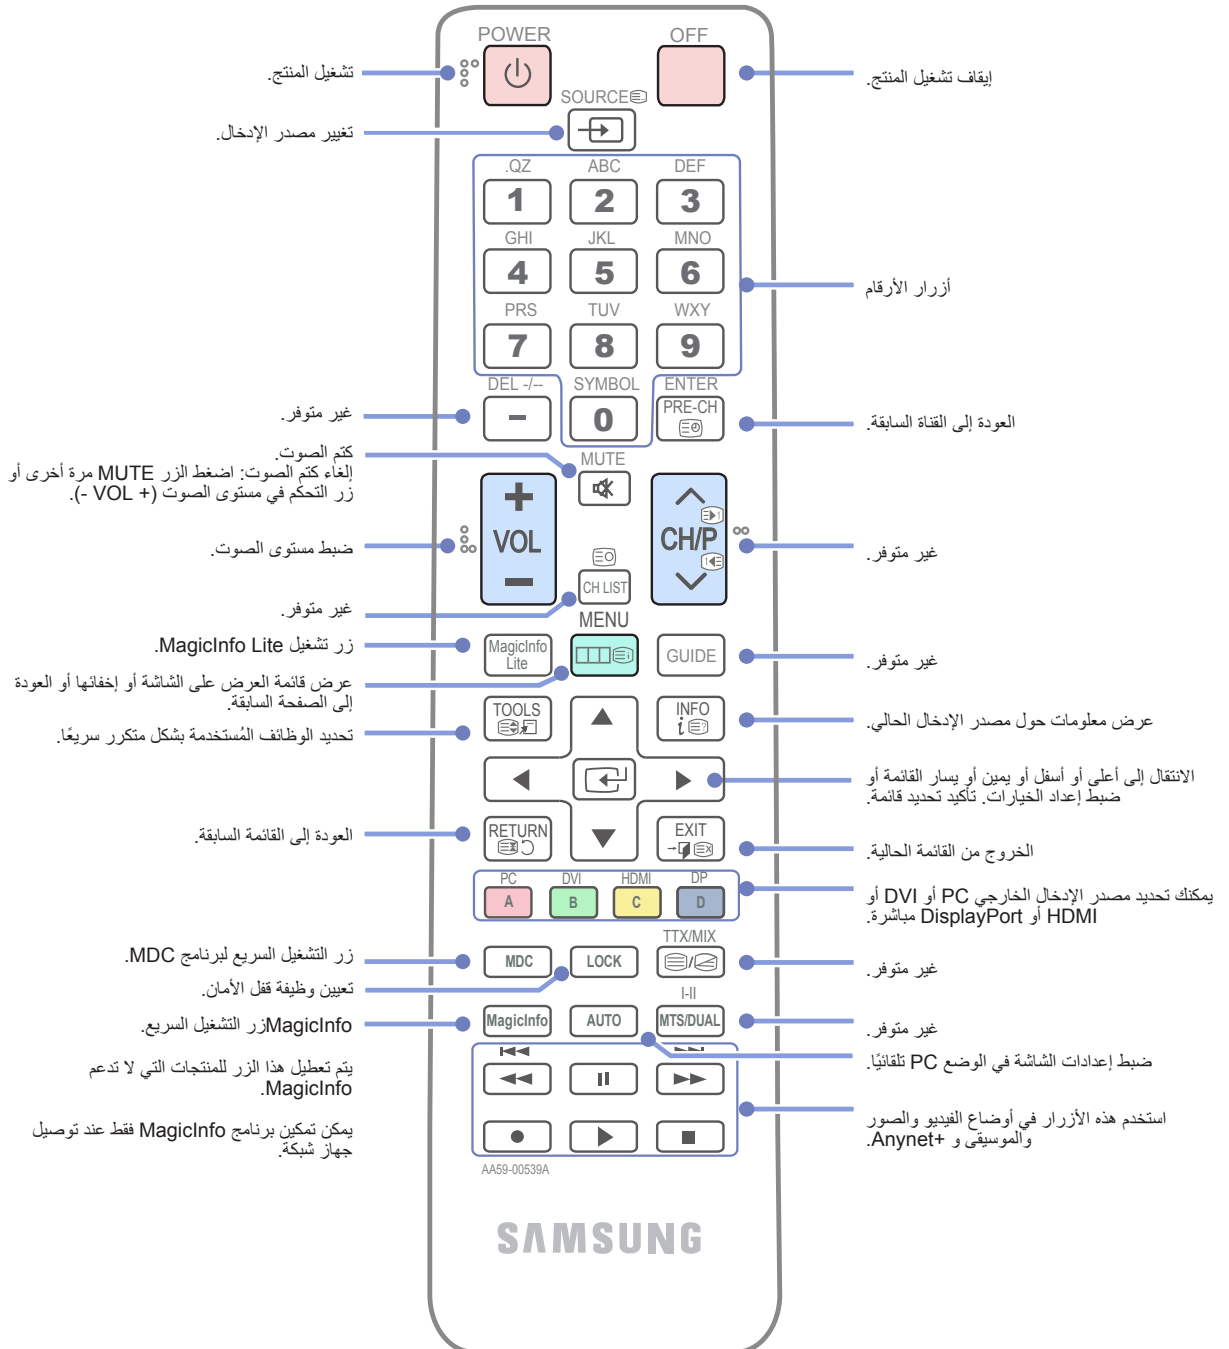 POWER
OFF
تشغيل المنتج.
إيقاف تشغيل المنتج.
SOURCE
تغيير مصدر الإدخال.
.QZ ABC DEF
1 2 3
GHI JKL MNO
4 5 6
أزرار الأرقام
PRS TUV WXY
7 8 9
DEL -/-- SYMBOL ENTER
- 0 PRE-CH
غير متوفر.
العودة إلى القناة السابقة.
كتم الصوت.
إلغاء كتم الصوت: اضغط الزر MUTE مرة أخرى أو
زر التحكم في مستوى الصوت (+ VOL -).
MUTE
+
VOL
−
CH/P
ضبط مستوى الصوت.
غير متوفر.
CH LIST
غير متوفر.
MENU
زر تشغيل MagicInfo Lite.
MagicInfo
Lite
GUIDE
غير متوفر.
عرض قائمة العرض على الشاشة أو إخفائها أو العودة
إلى الصفحة السابقة.
TOOLS
INFO
تحديد الوظائف المُستخدمة بشكل متكرر سريعًا.
عرض معلومات حول مصدر الإدخال الحالي.
الانتقال إلى أعلى أو أسفل أو يمين أو يسار القائمة أو
ضبط إعداد الخيارات. تأكيد تحديد قائمة.
RETURN
EXIT
العودة إلى القائمة السابقة.
الخروج من القائمة الحالية.
PC DVI HDMI DP
A B C D
يمكنك تحديد مصدر الإدخال الخارجي PC أو DVI أو
HDMI أو DisplayPort مباشرة.
TTX/MIX
زر التشغيل السريع لبرنامج MDC.
MDC LOCK
غير متوفر.
تعيين وظيفة قفل الأمان.
I-II
MagicInfoزر التشغيل السريع.
MagicInfo AUTO MTS/DUAL
غير متوفر.
ضبط إعدادات الشاشة في الوضع PC تلقائيًا.
يتم تعطيل هذا الزر للمنتجات التي لا تدعم
MagicInfo.
استخدم هذه الأزرار في أوضاع الفيديو والصور
والموسيقى و Anynet+.
يمكن تمكين برنامج MagicInfo فقط عند توصيل
جهاز شبكة.
AA59-00539A
SAMSUNG